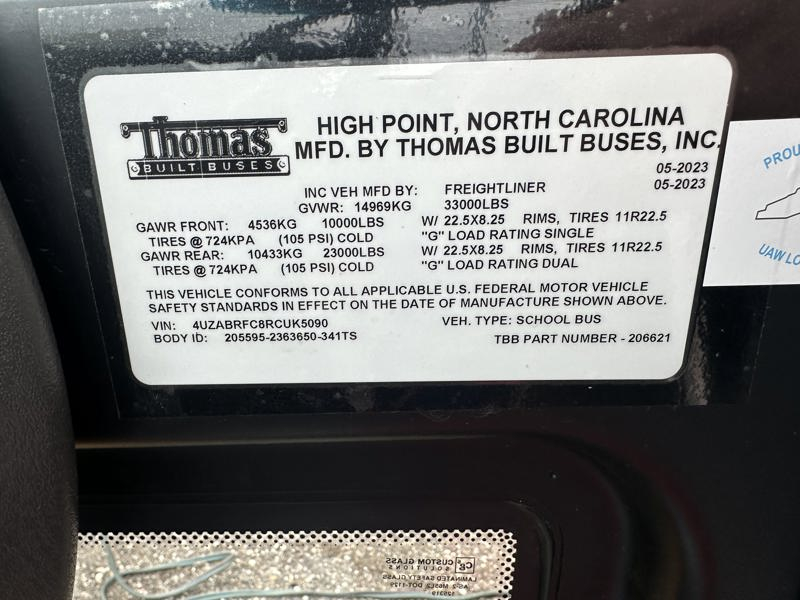 Thomas
BUILT BUSES
HIGH POINT, NORTH CAROLINA
MFD. BY THOMAS BUILT BUSES, INC.
05-2023
INC VEH MFD BY: FREIGHTLINER 05-2023
GVWR: 14969KG 33000LBS
GAWR FRONT: 4536KG 10000LBS W/ 22.5X8.25 RIMS, TIRES 11R22.5
TIRES @ 724KPA (105 PSI) COLD "G" LOAD RATING SINGLE
GAWR REAR: 10433KG 23000LBS W/ 22.5X8.25 RIMS, TIRES 11R22.5
TIRES @ 724KPA (105 PSI) COLD "G" LOAD RATING DUAL
THIS VEHICLE CONFORMS TO ALL APPLICABLE U.S. FEDERAL MOTOR VEHICLE
SAFETY STANDARDS IN EFFECT ON THE DATE OF MANUFACTURE SHOWN ABOVE.
VIN: 4UZABRFC8RCUK5090 VEH. TYPE: SCHOOL BUS
BODY ID: 205595-2363650-341TS TBB PART NUMBER - 206621
PROU
UAW LO
CUSTOM GLASS
SOLUTIONS
LAMINATED SAFETY GLASS